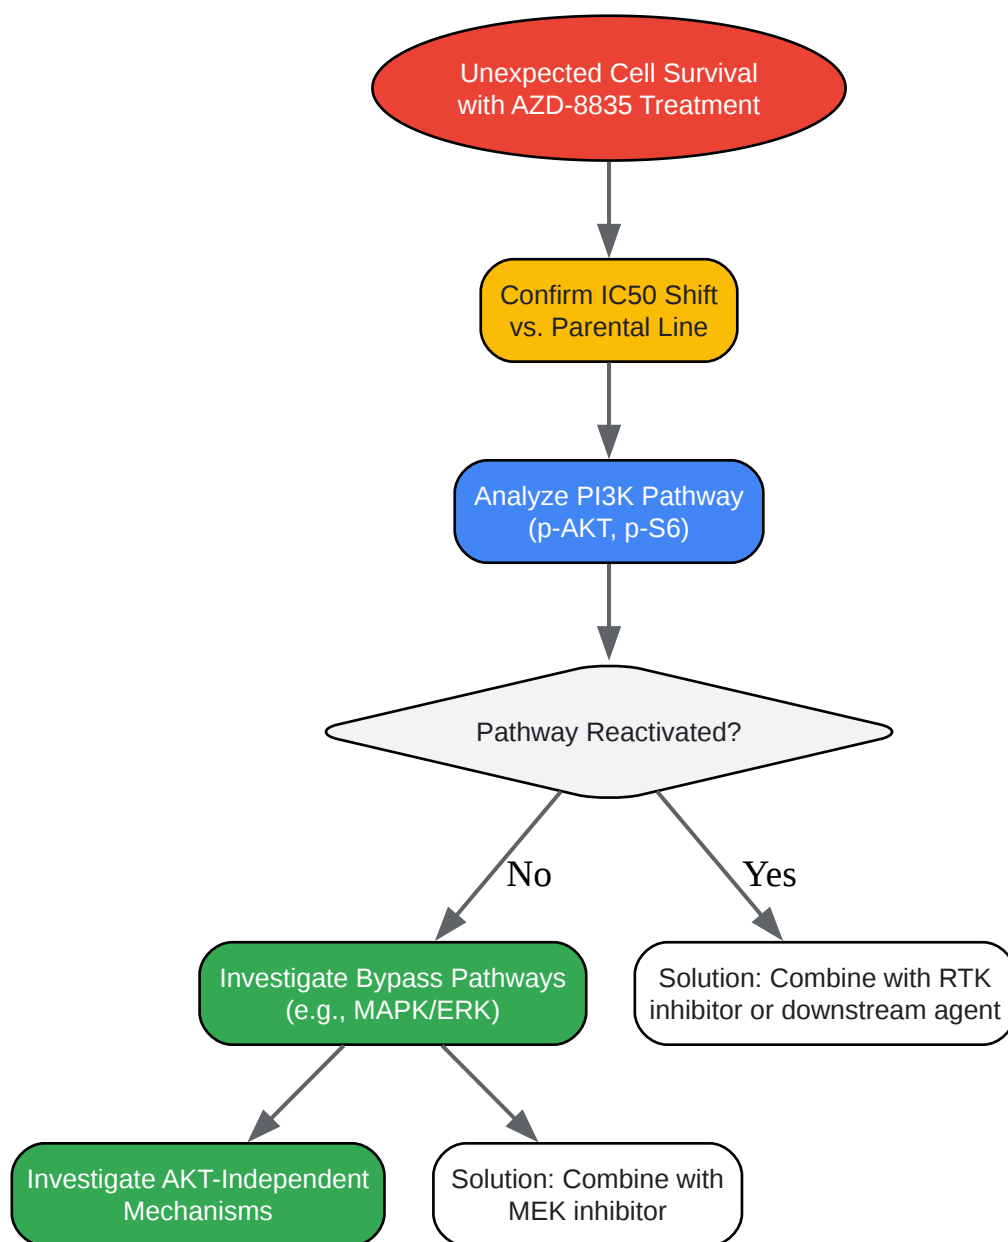 Unexpected Cell Survival
with AZD-8835 Treatment
Confirm IC50 Shift
vs. Parental Line
Analyze PI3K Pathway
(p-AKT, p-S6)
Pathway Reactivated?
No
Yes
Investigate Bypass Pathways
(e.g., MAPK/ERK)
Solution: Combine with RTK
inhibitor or downstream agent
Investigate AKT-Independent
Mechanisms
Solution: Combine with
MEK inhibitor